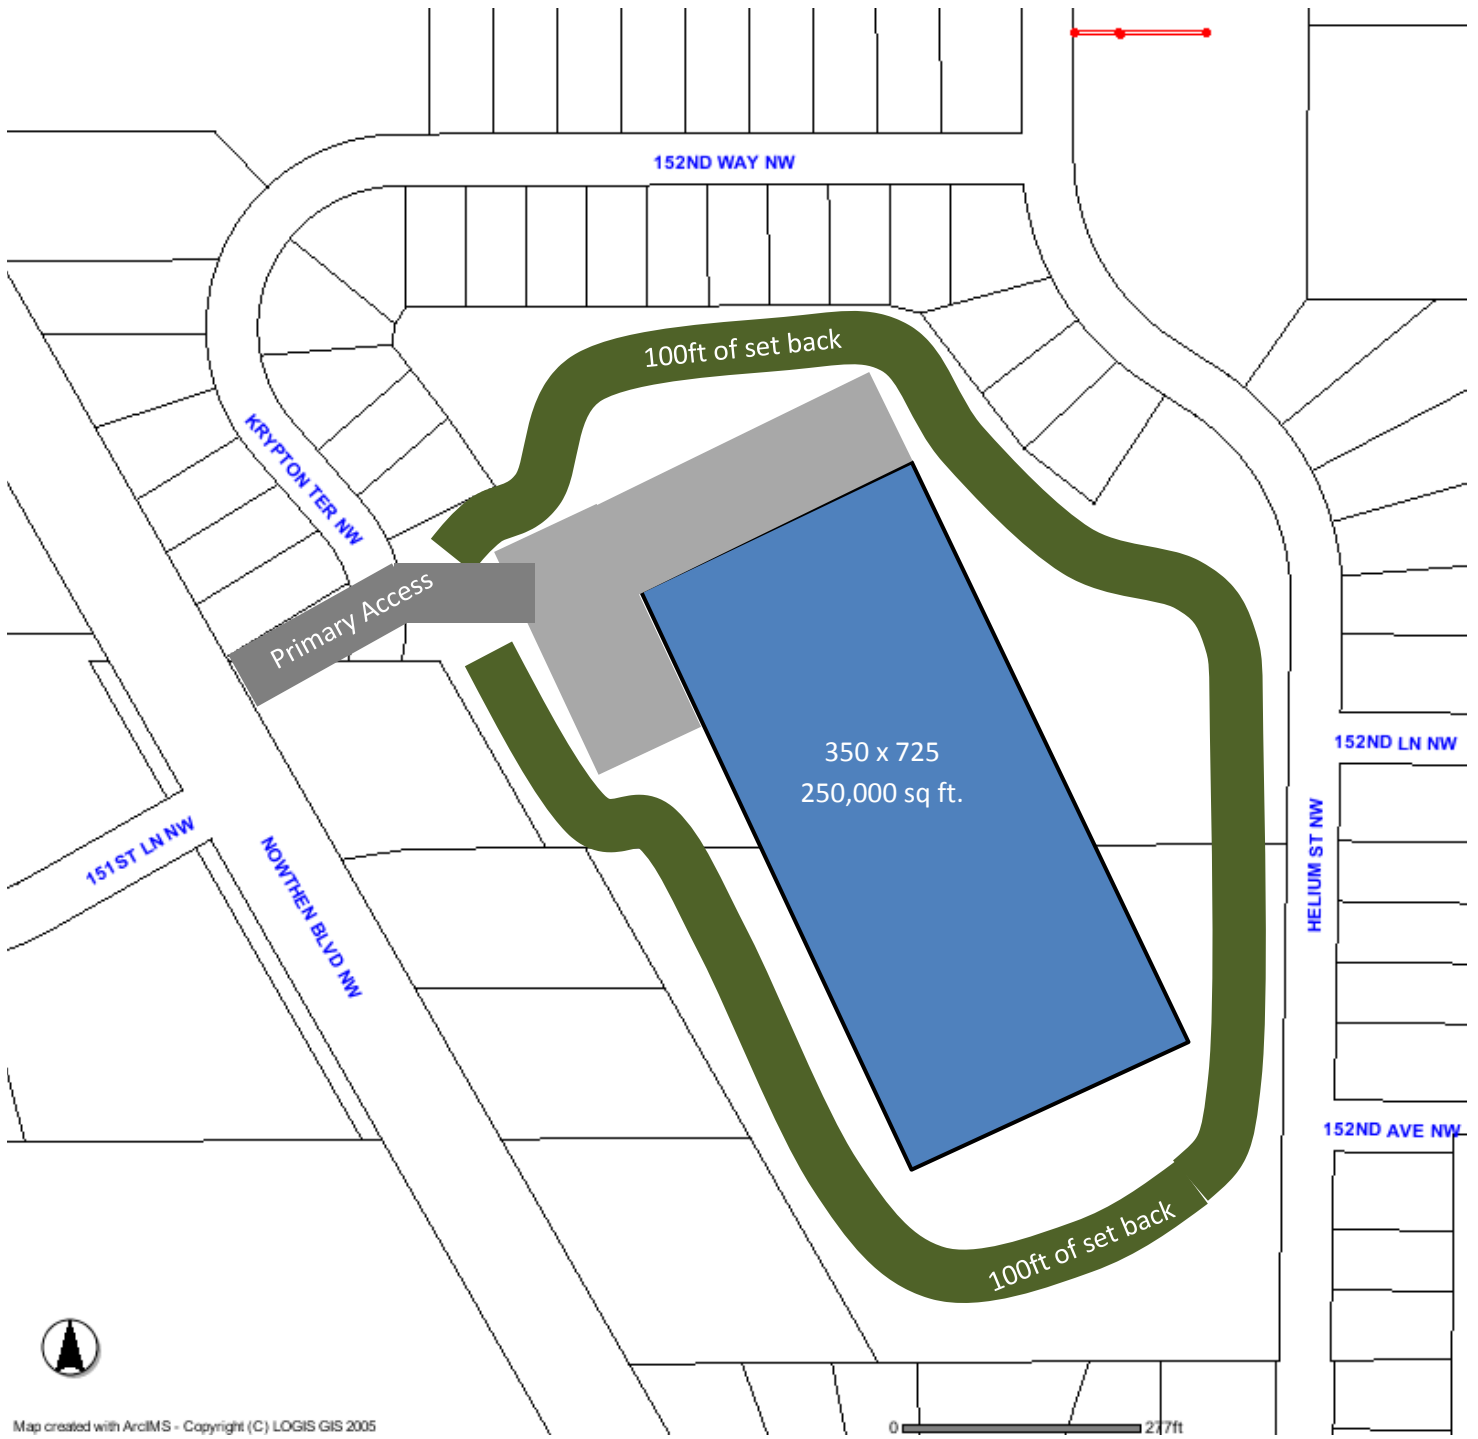 152ND WAY NW
100ft of set back
KRYPTON TER NW
Primary Access
350 x 725
250,000 sq ft.
152ND LN NW
151ST LN NW
NOWTHEN BLVD NW
HELIUM ST NW
152ND AVE NW
100ft of set back
Map created with ArcIMS - Copyright (C) LOGIS GIS 2005
0 277ft